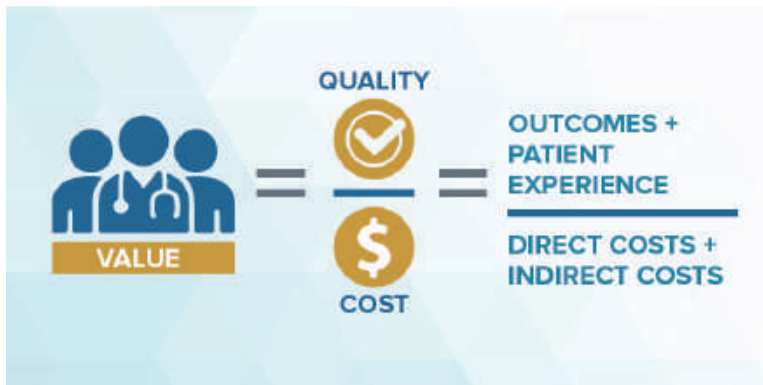 VALUE
=
QUALITY
$
COST
=
OUTCOMES +
PATIENT
EXPERIENCE
DIRECT COSTS +
INDIRECT COSTS